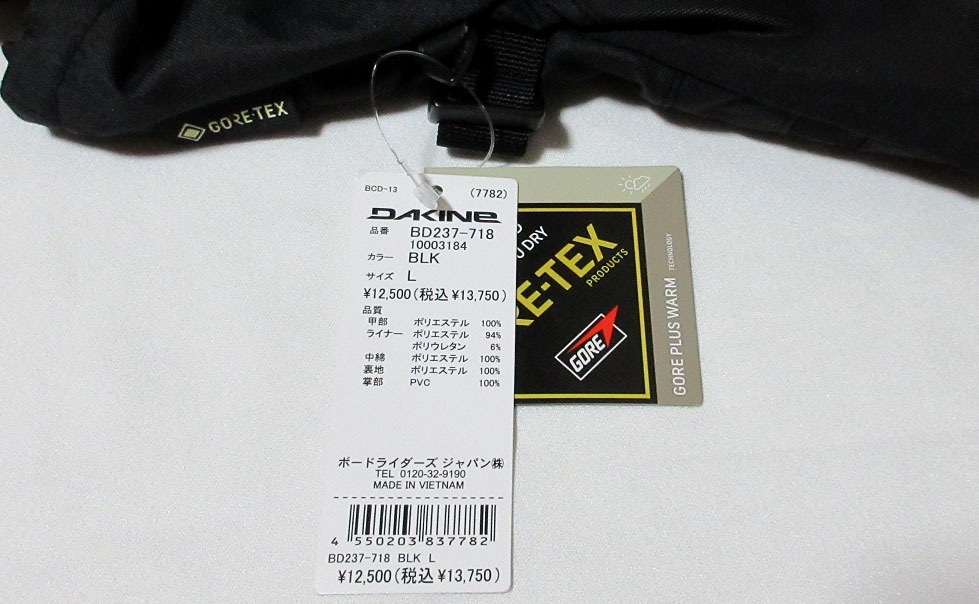 GORE-TEX
BCD-13 (7782)
DAKINE
品番 BD237-718
10003184
カラー BLK
サイズ L
¥12,500(税込¥13,750)
品質
甲部 ポリエステル 100%
ライナー ポリエステル 94%
ポリウレタン 6%
中綿 ポリエステル 100%
裏地 ポリエステル 100%
掌部 PVC 100%
ボードライダーズ ジャパン㈱
TEL 0120-32-9190
MADE IN VIETNAM
4 550203 837782
BD237-718 BLK L
¥12,500(税込¥13,750)
DRY
E-TEX
PRODUCTS
GORE
GORE PLUS WARM TECHNOLOGY